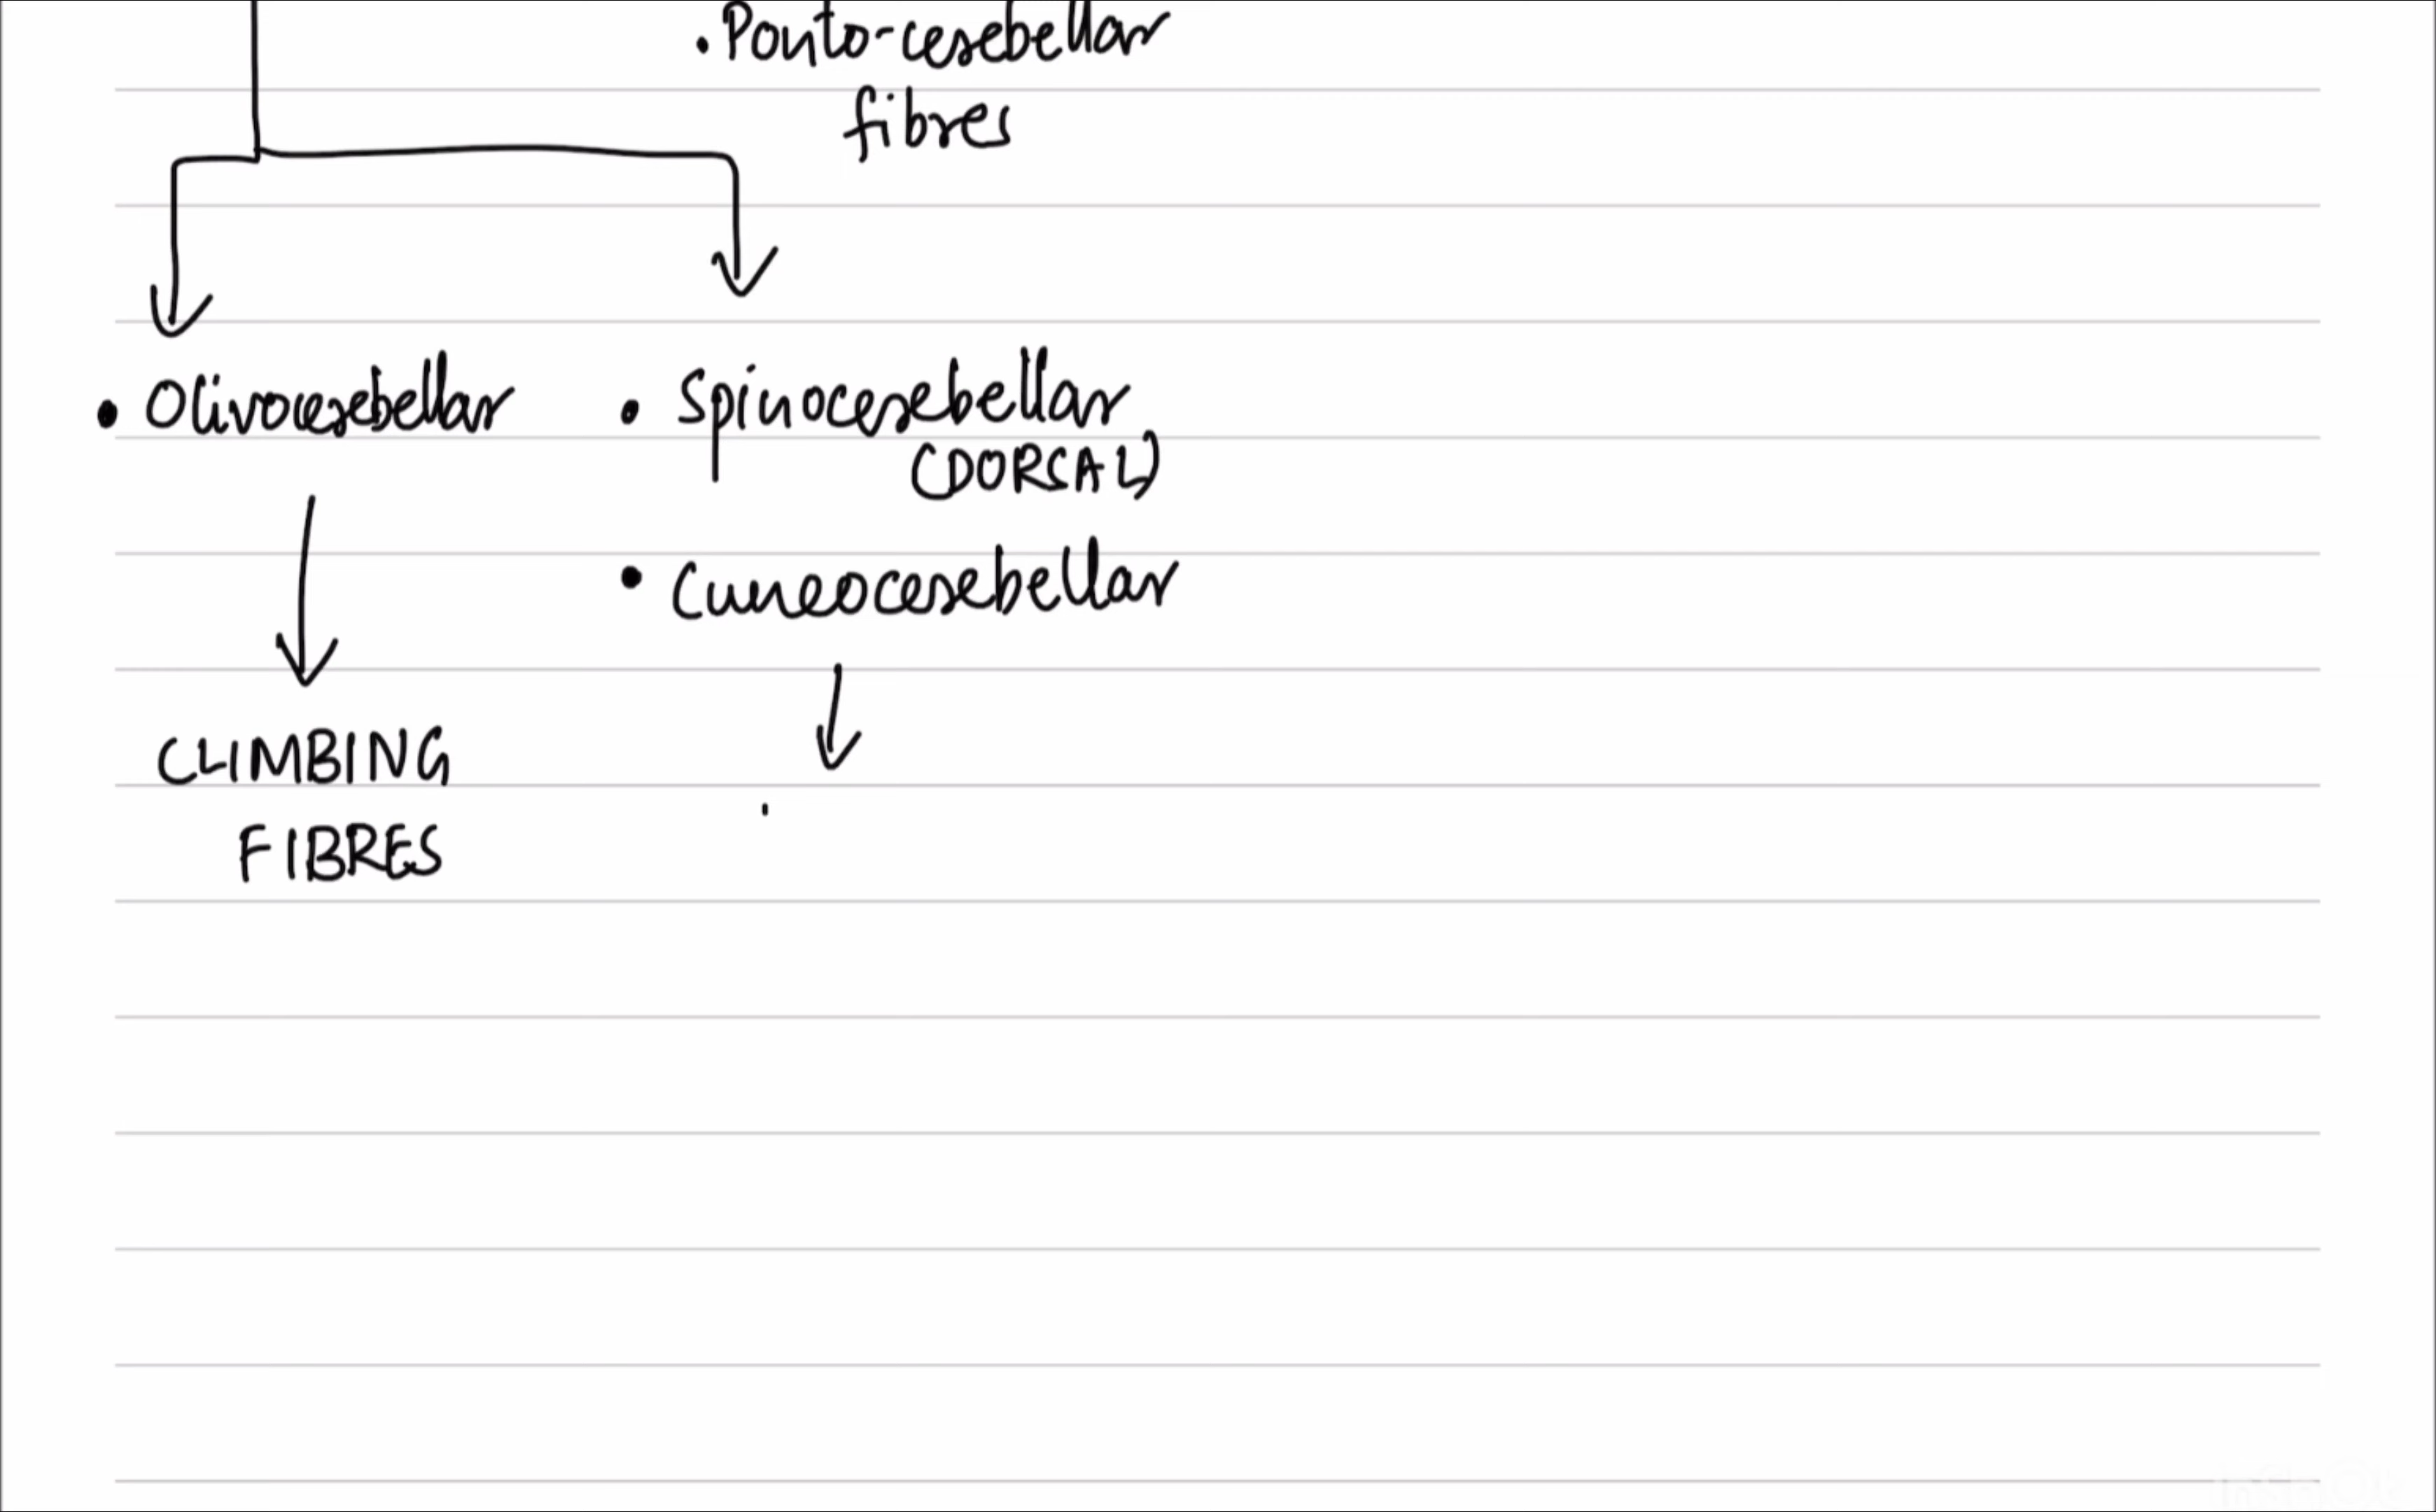 • Ponto-cerebellar
fibres
• Olivocerebellar
• Spinocerebellar
(DORSAL)
• Cuneocerebellar
CLIMBING
FIBRES